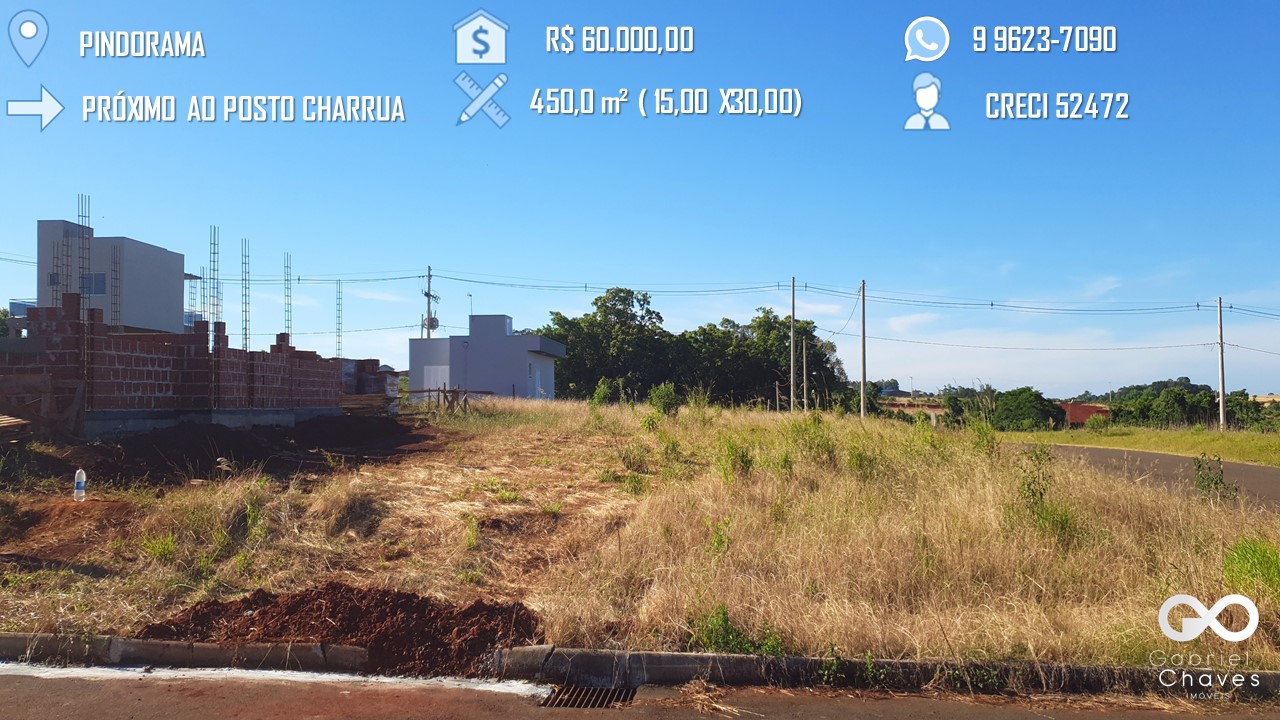 PINDORAMA
R$ 60.000,00
9 9623-7090
PRÓXIMO AO POSTO CHARRUA
450,0 m² ( 15,00 X30,00)
CRECI 52472
Gabriel
Chaves
IMÓVEIS